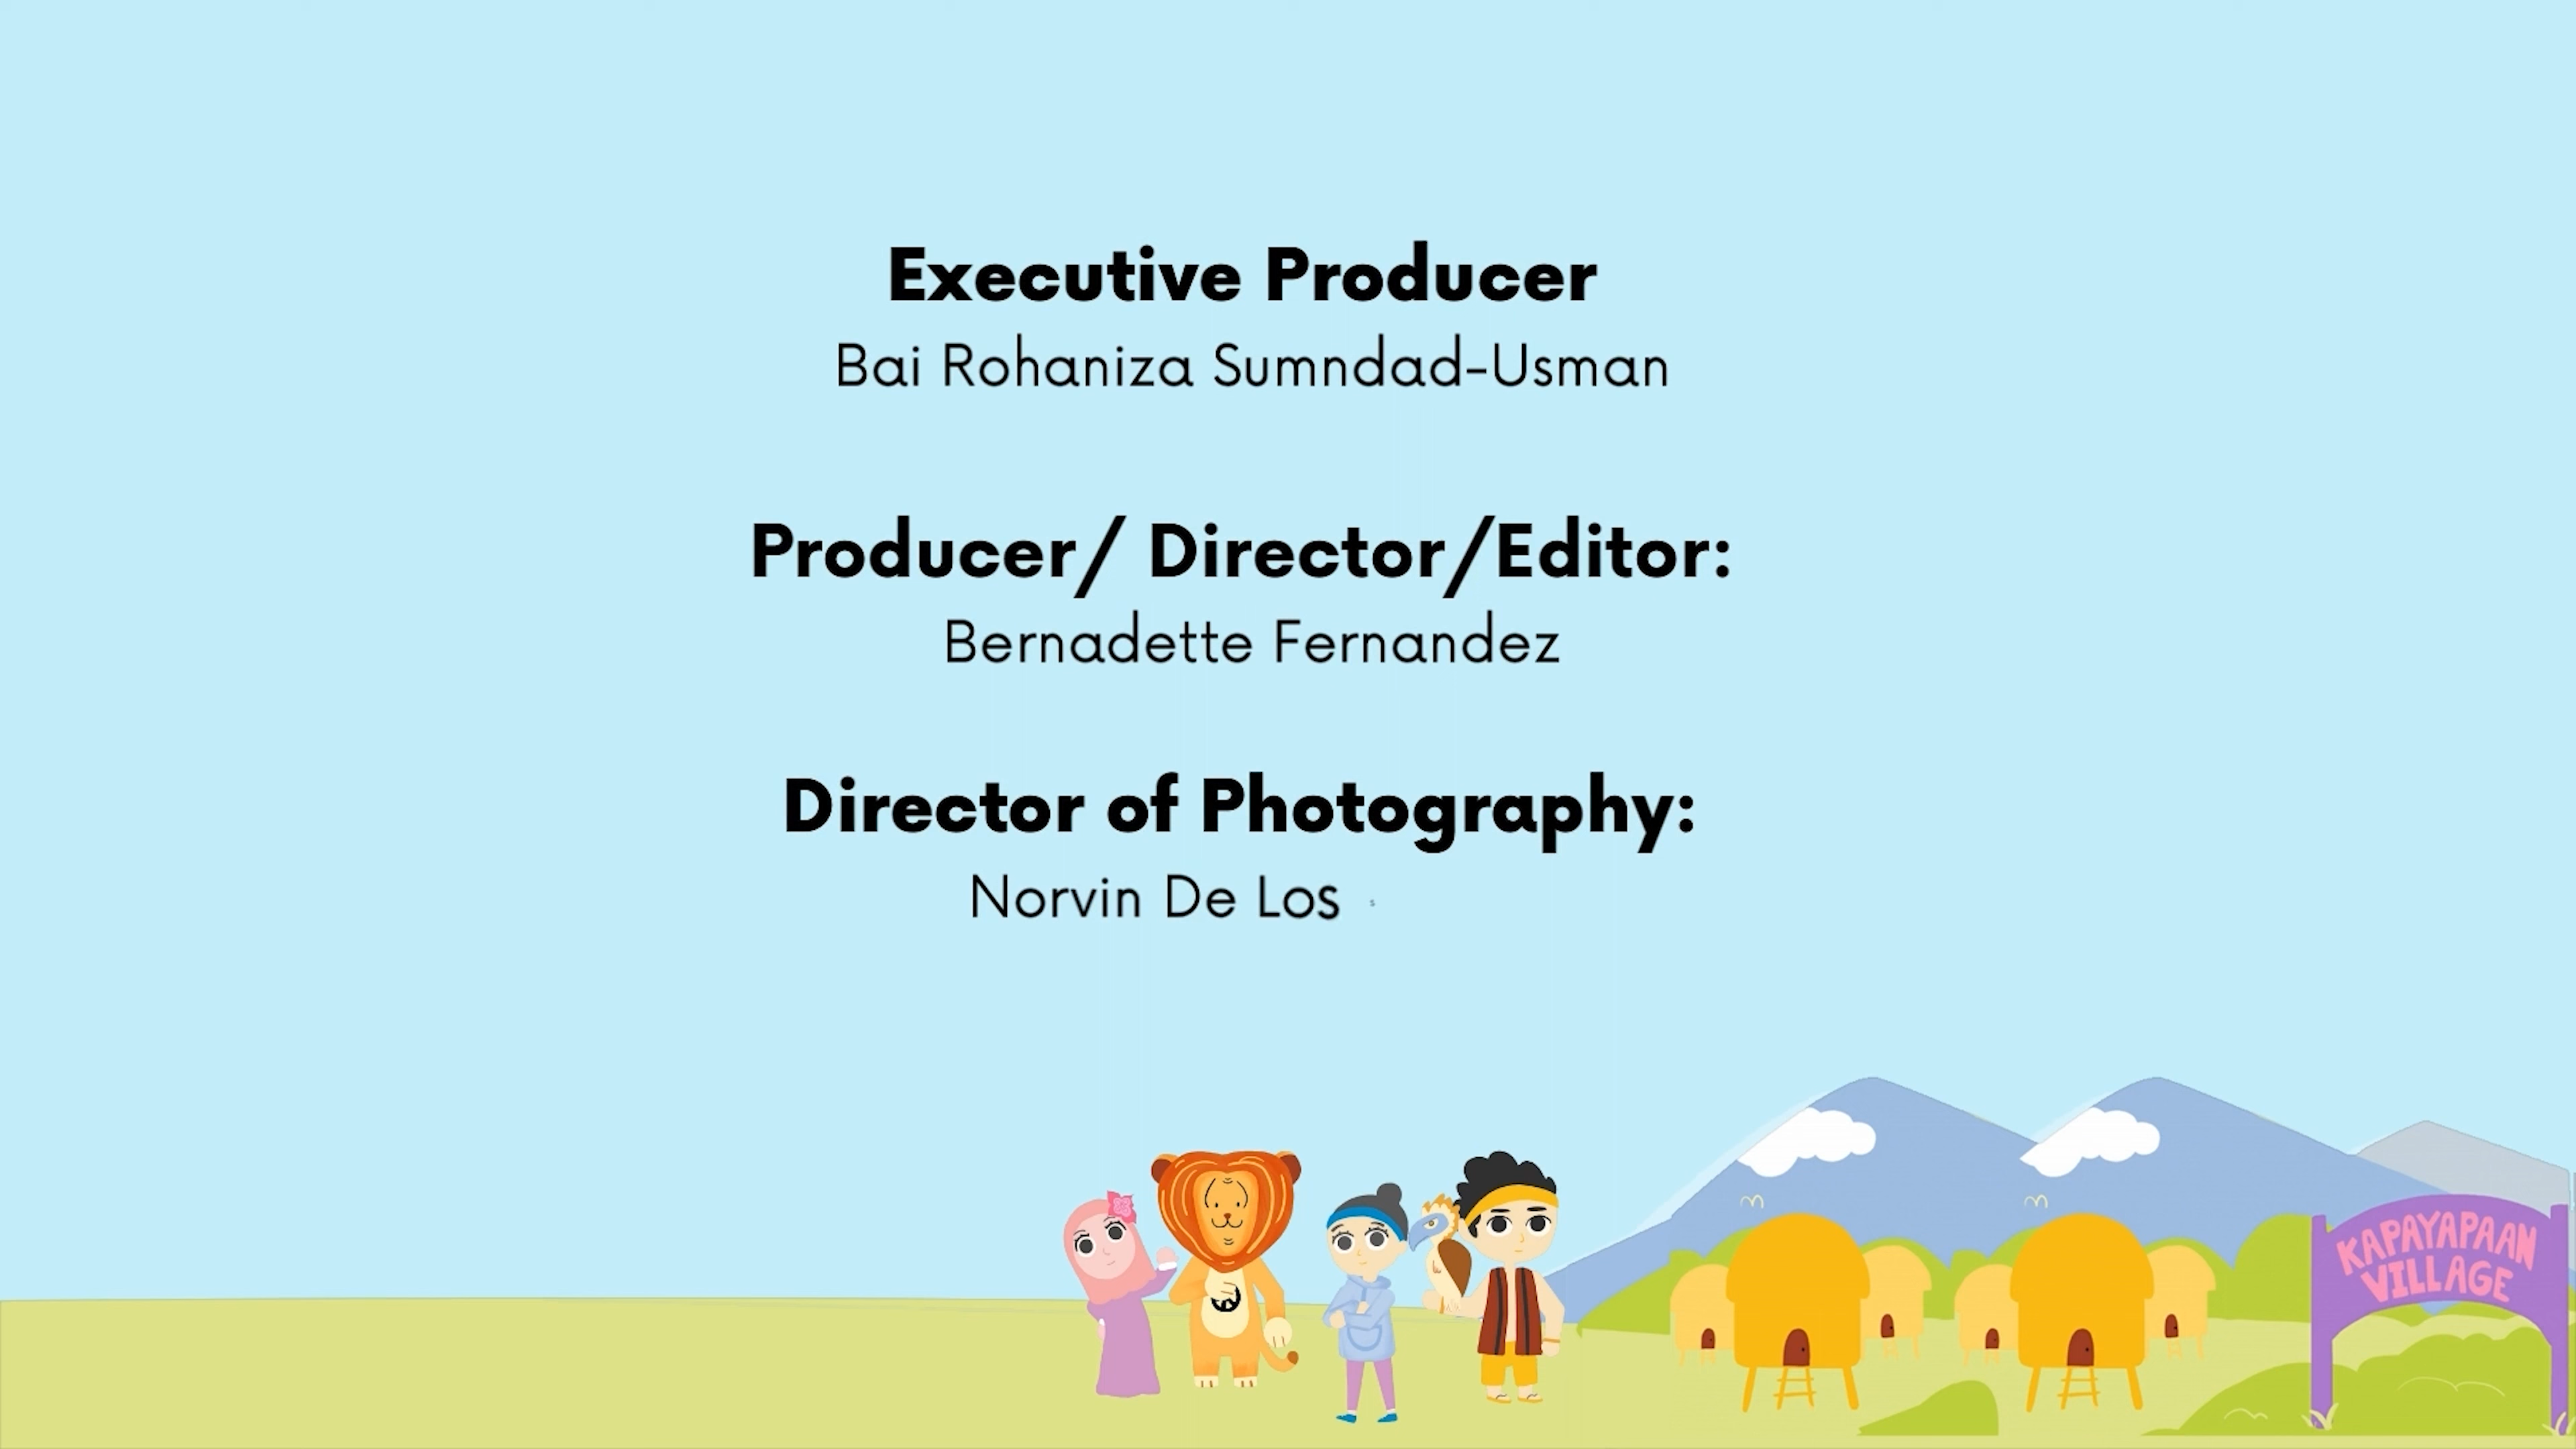 Executive Producer
Bai Rohaniza Sumndad-Usman
Producer/ Director/Editor:
Bernadette Fernandez
Director of Photography:
Norvin De Los
KAPAYAPAAN
VILLAGE